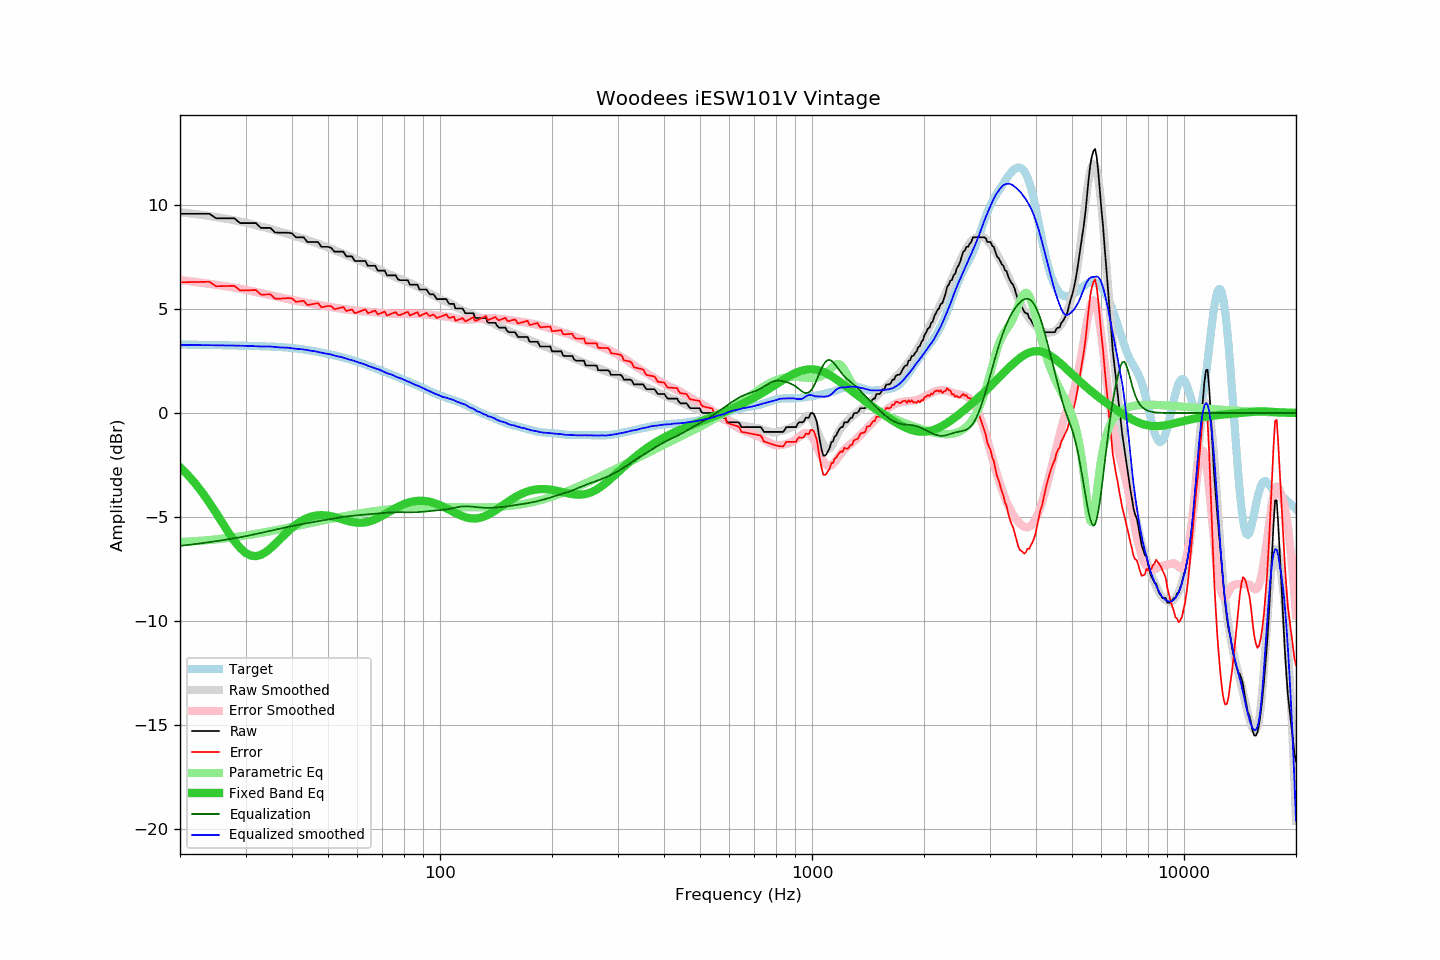 Woodees iESW101V Vintage
Amplitude (dBr)
10
5
0
−5
−10
−15
−20
Target
Raw Smoothed
Error Smoothed
Raw
Error
Parametric Eq
Fixed Band Eq
Equalization
Equalized smoothed
100 1000 10000
Frequency (Hz)